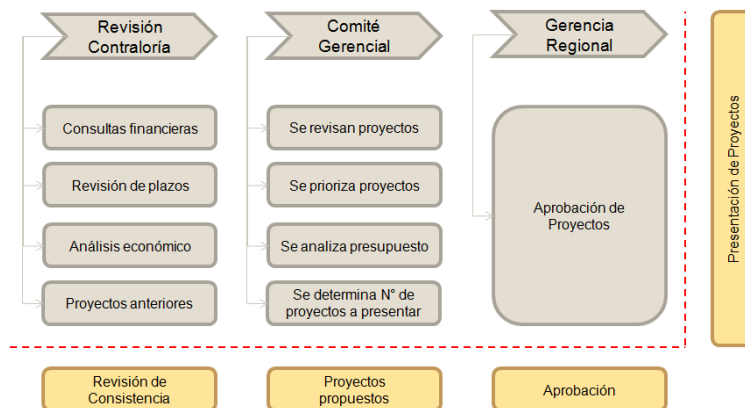 Revisión
Contraloría
Comité
Gerencial
Gerencia
Regional
Consultas financieras
Se revisan proyectos
Revisión de plazos
Se prioriza proyectos
Aprobación de
Proyectos
Análisis económico
Se analiza presupuesto
Proyectos anteriores
Se determina N° de
proyectos a presentar
Presentación de Proyectos
Revisión de
Consistencia
Proyectos
propuestos
Aprobación